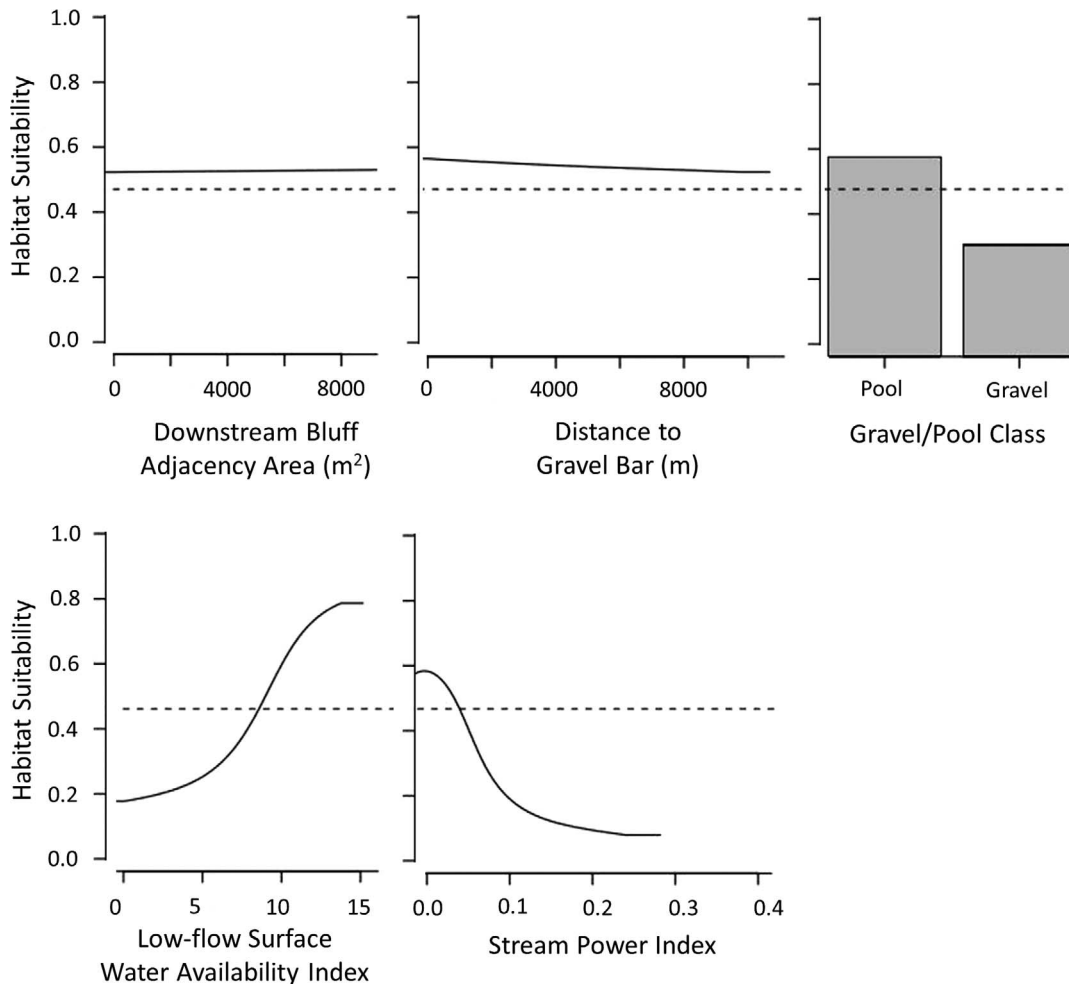 Habitat Suitability
1.0
0.8
0.6
0.4
0.2
0.0
0 4000 8000
Downstream Bluff
Adjacency Area (m²)
0 4000 8000
Distance to
Gravel Bar (m)
Pool Gravel
Gravel/Pool Class
Habitat Suitability
1.0
0.8
0.6
0.4
0.2
0.0
0 5 10 15
Low-flow Surface
Water Availability Index
0.0 0.1 0.2 0.3 0.4
Stream Power Index